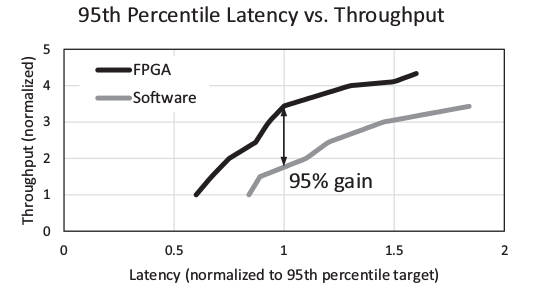 95th Percentile Latency vs. Throughput
5
4
3
2
1
0
Throughput (normalized)
FPGA
Software
95% gain
0 0.5 1 1.5 2
Latency (normalized to 95th percentile target)